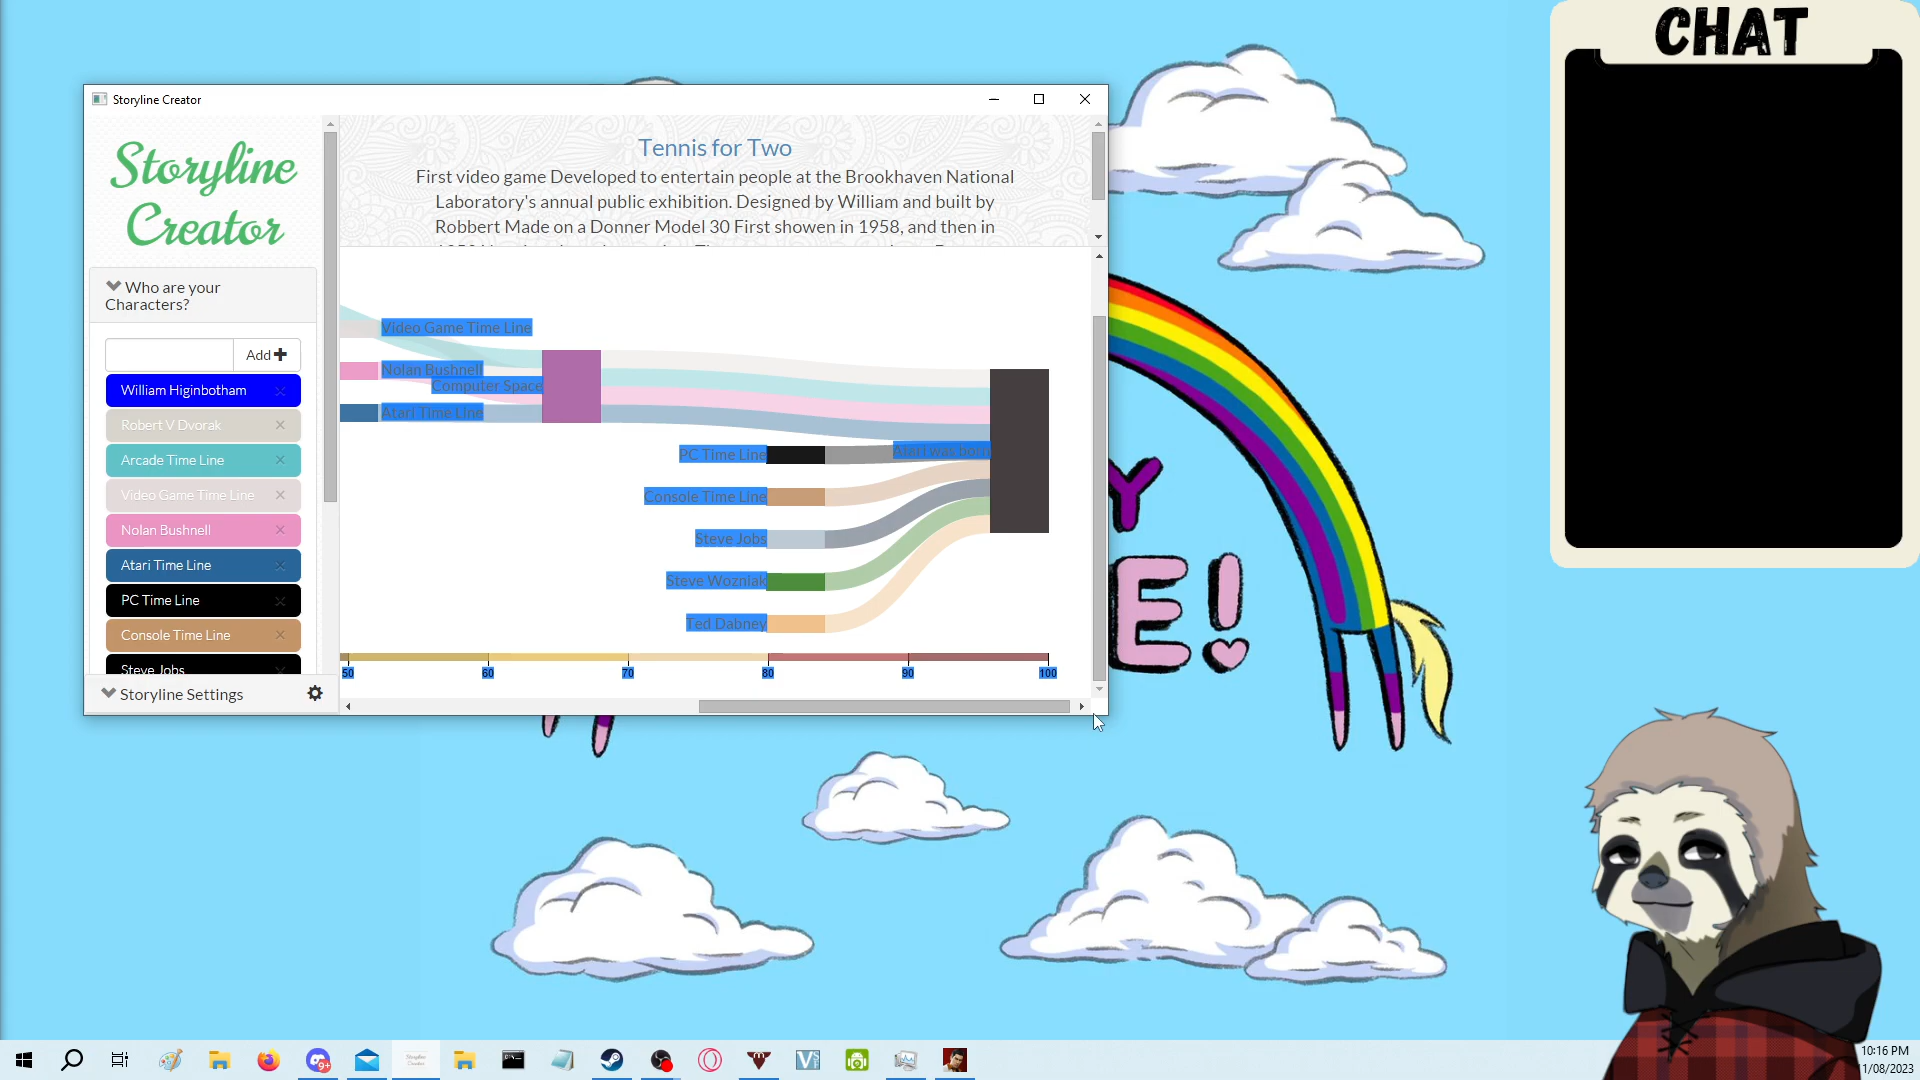 CHAT
Storyline Creator
Storyline
Creator
Tennis for Two
First video game Developed to entertain people at the Brookhaven National
Laboratory's annual public exhibition. Designed by William and built by
Robbert Made on a Donner Model 30 First showen in 1958, and then in
Who are your
Characters?
Add
William Higinbotham
Robert V Dvorak
Arcade Time Line
Video Game Time Line
Nolan Bushnell
Atari Time Line
PC Time Line
Console Time Line
Steve Jobs
Storyline Settings
Video Game Time Line
Nolan Bushnell
Computer Space
Atari Time Line
PC Time Line
Atari was born
Console Time Line
Steve Jobs
Steve Wozniak
Ted Dabney
50 60 70 80 90 100
Y
E!
9+
10:16 PM
1/08/2023